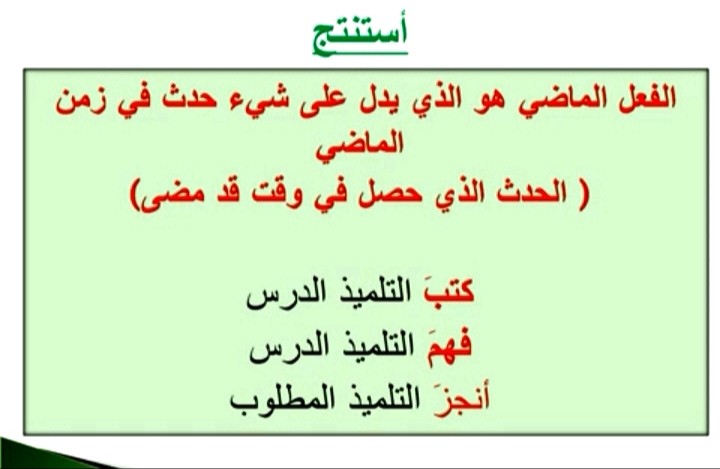 أستنتج
الفعل الماضي هو الذي يدل على شيء حدث في زمن
الماضي
( الحدث الذي حصل في وقت قد مضى)
كتبَ التلميذ الدرس
فهمَ التلميذ الدرس
أنجزَ التلميذ المطلوب